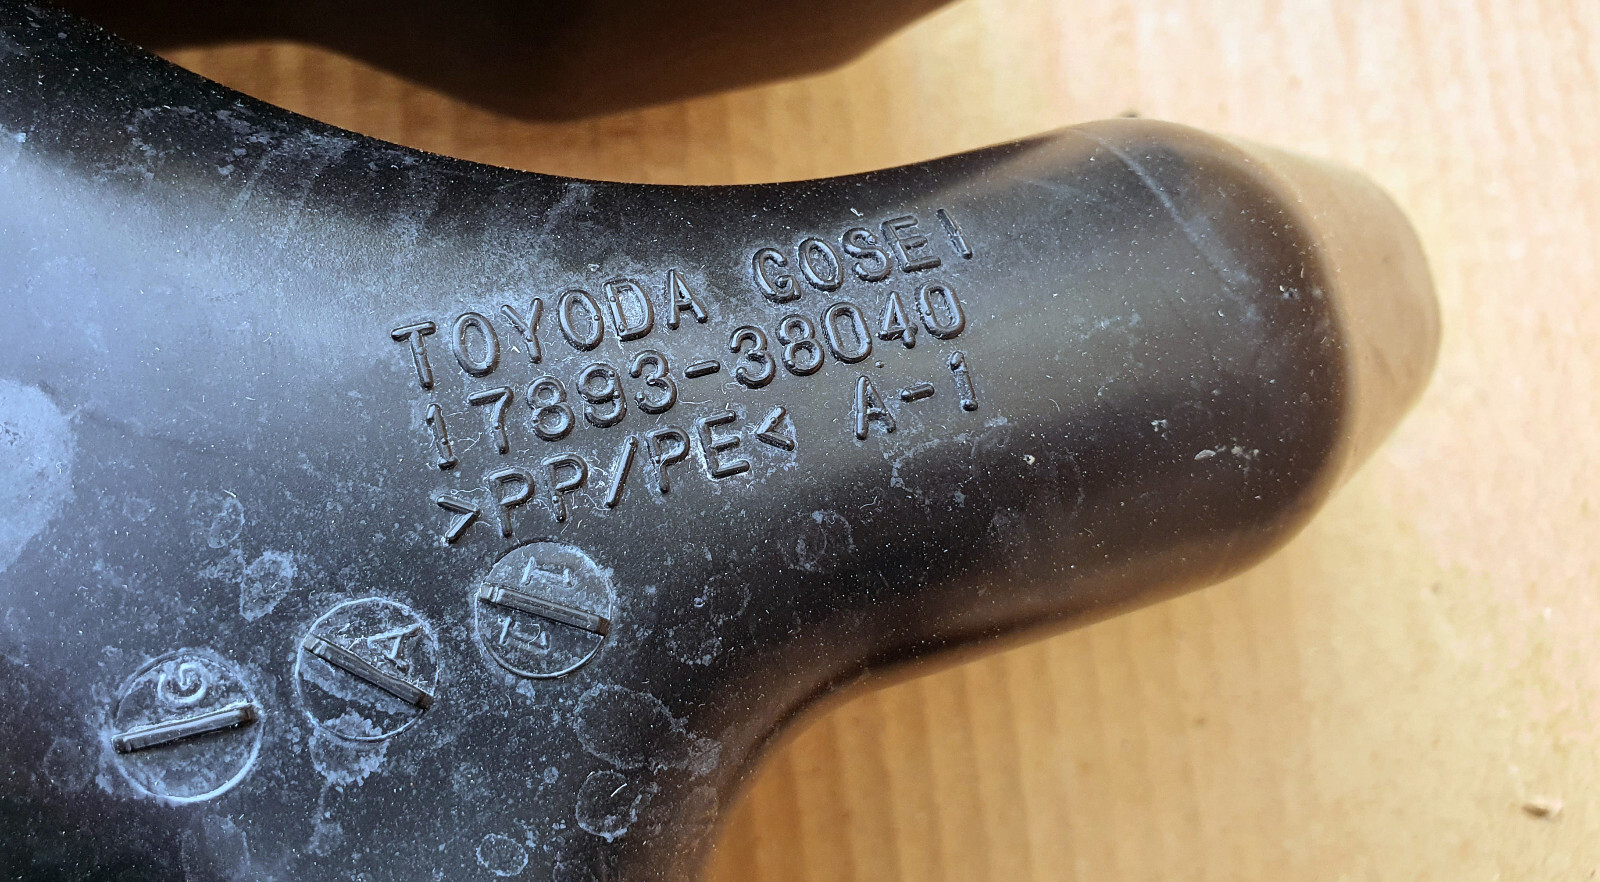 TOYODA GOSEI
17893-38040
>PP/PE< A-1
G
A